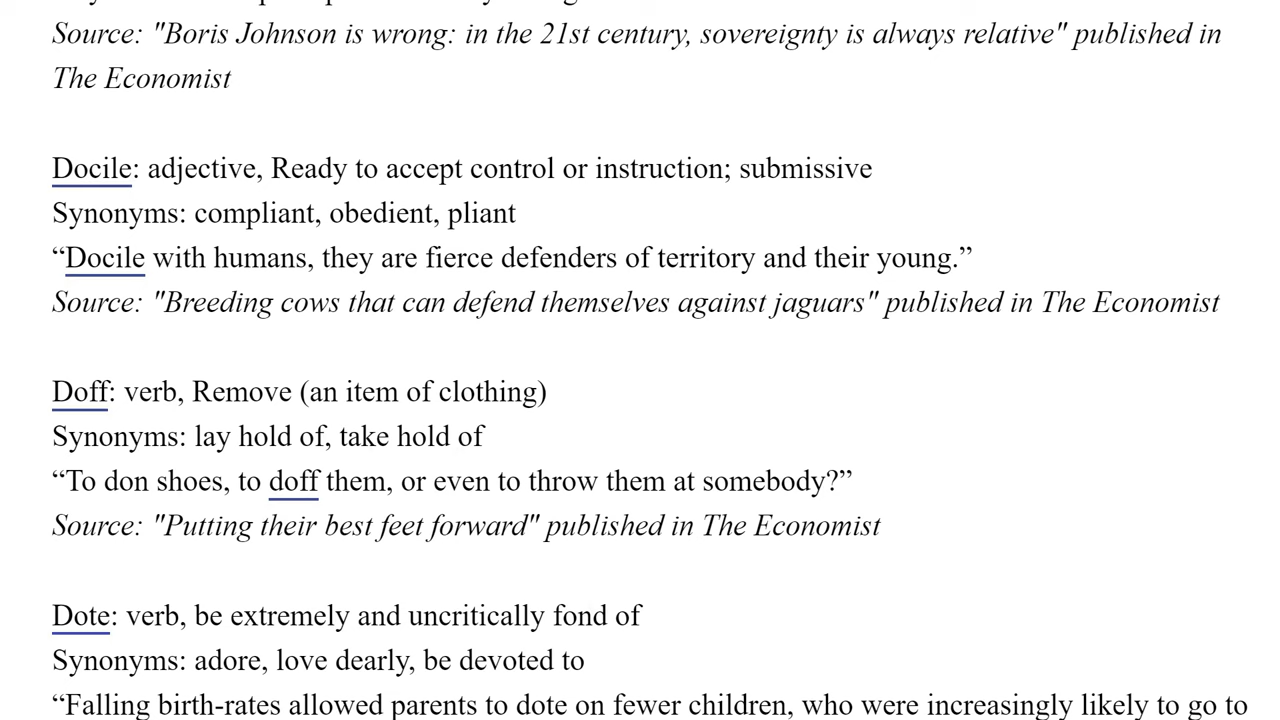 Source: "Boris Johnson is wrong: in the 21st century, sovereignty is always relative" published in
The Economist
Docile: adjective, Ready to accept control or instruction; submissive
Synonyms: compliant, obedient, pliant
“Docile with humans, they are fierce defenders of territory and their young.”
Source: "Breeding cows that can defend themselves against jaguars" published in The Economist
Doff: verb, Remove (an item of clothing)
Synonyms: lay hold of, take hold of
“To don shoes, to doff them, or even to throw them at somebody?”
Source: "Putting their best feet forward" published in The Economist
Dote: verb, be extremely and uncritically fond of
Synonyms: adore, love dearly, be devoted to
“Falling birth-rates allowed parents to dote on fewer children, who were increasingly likely to go to